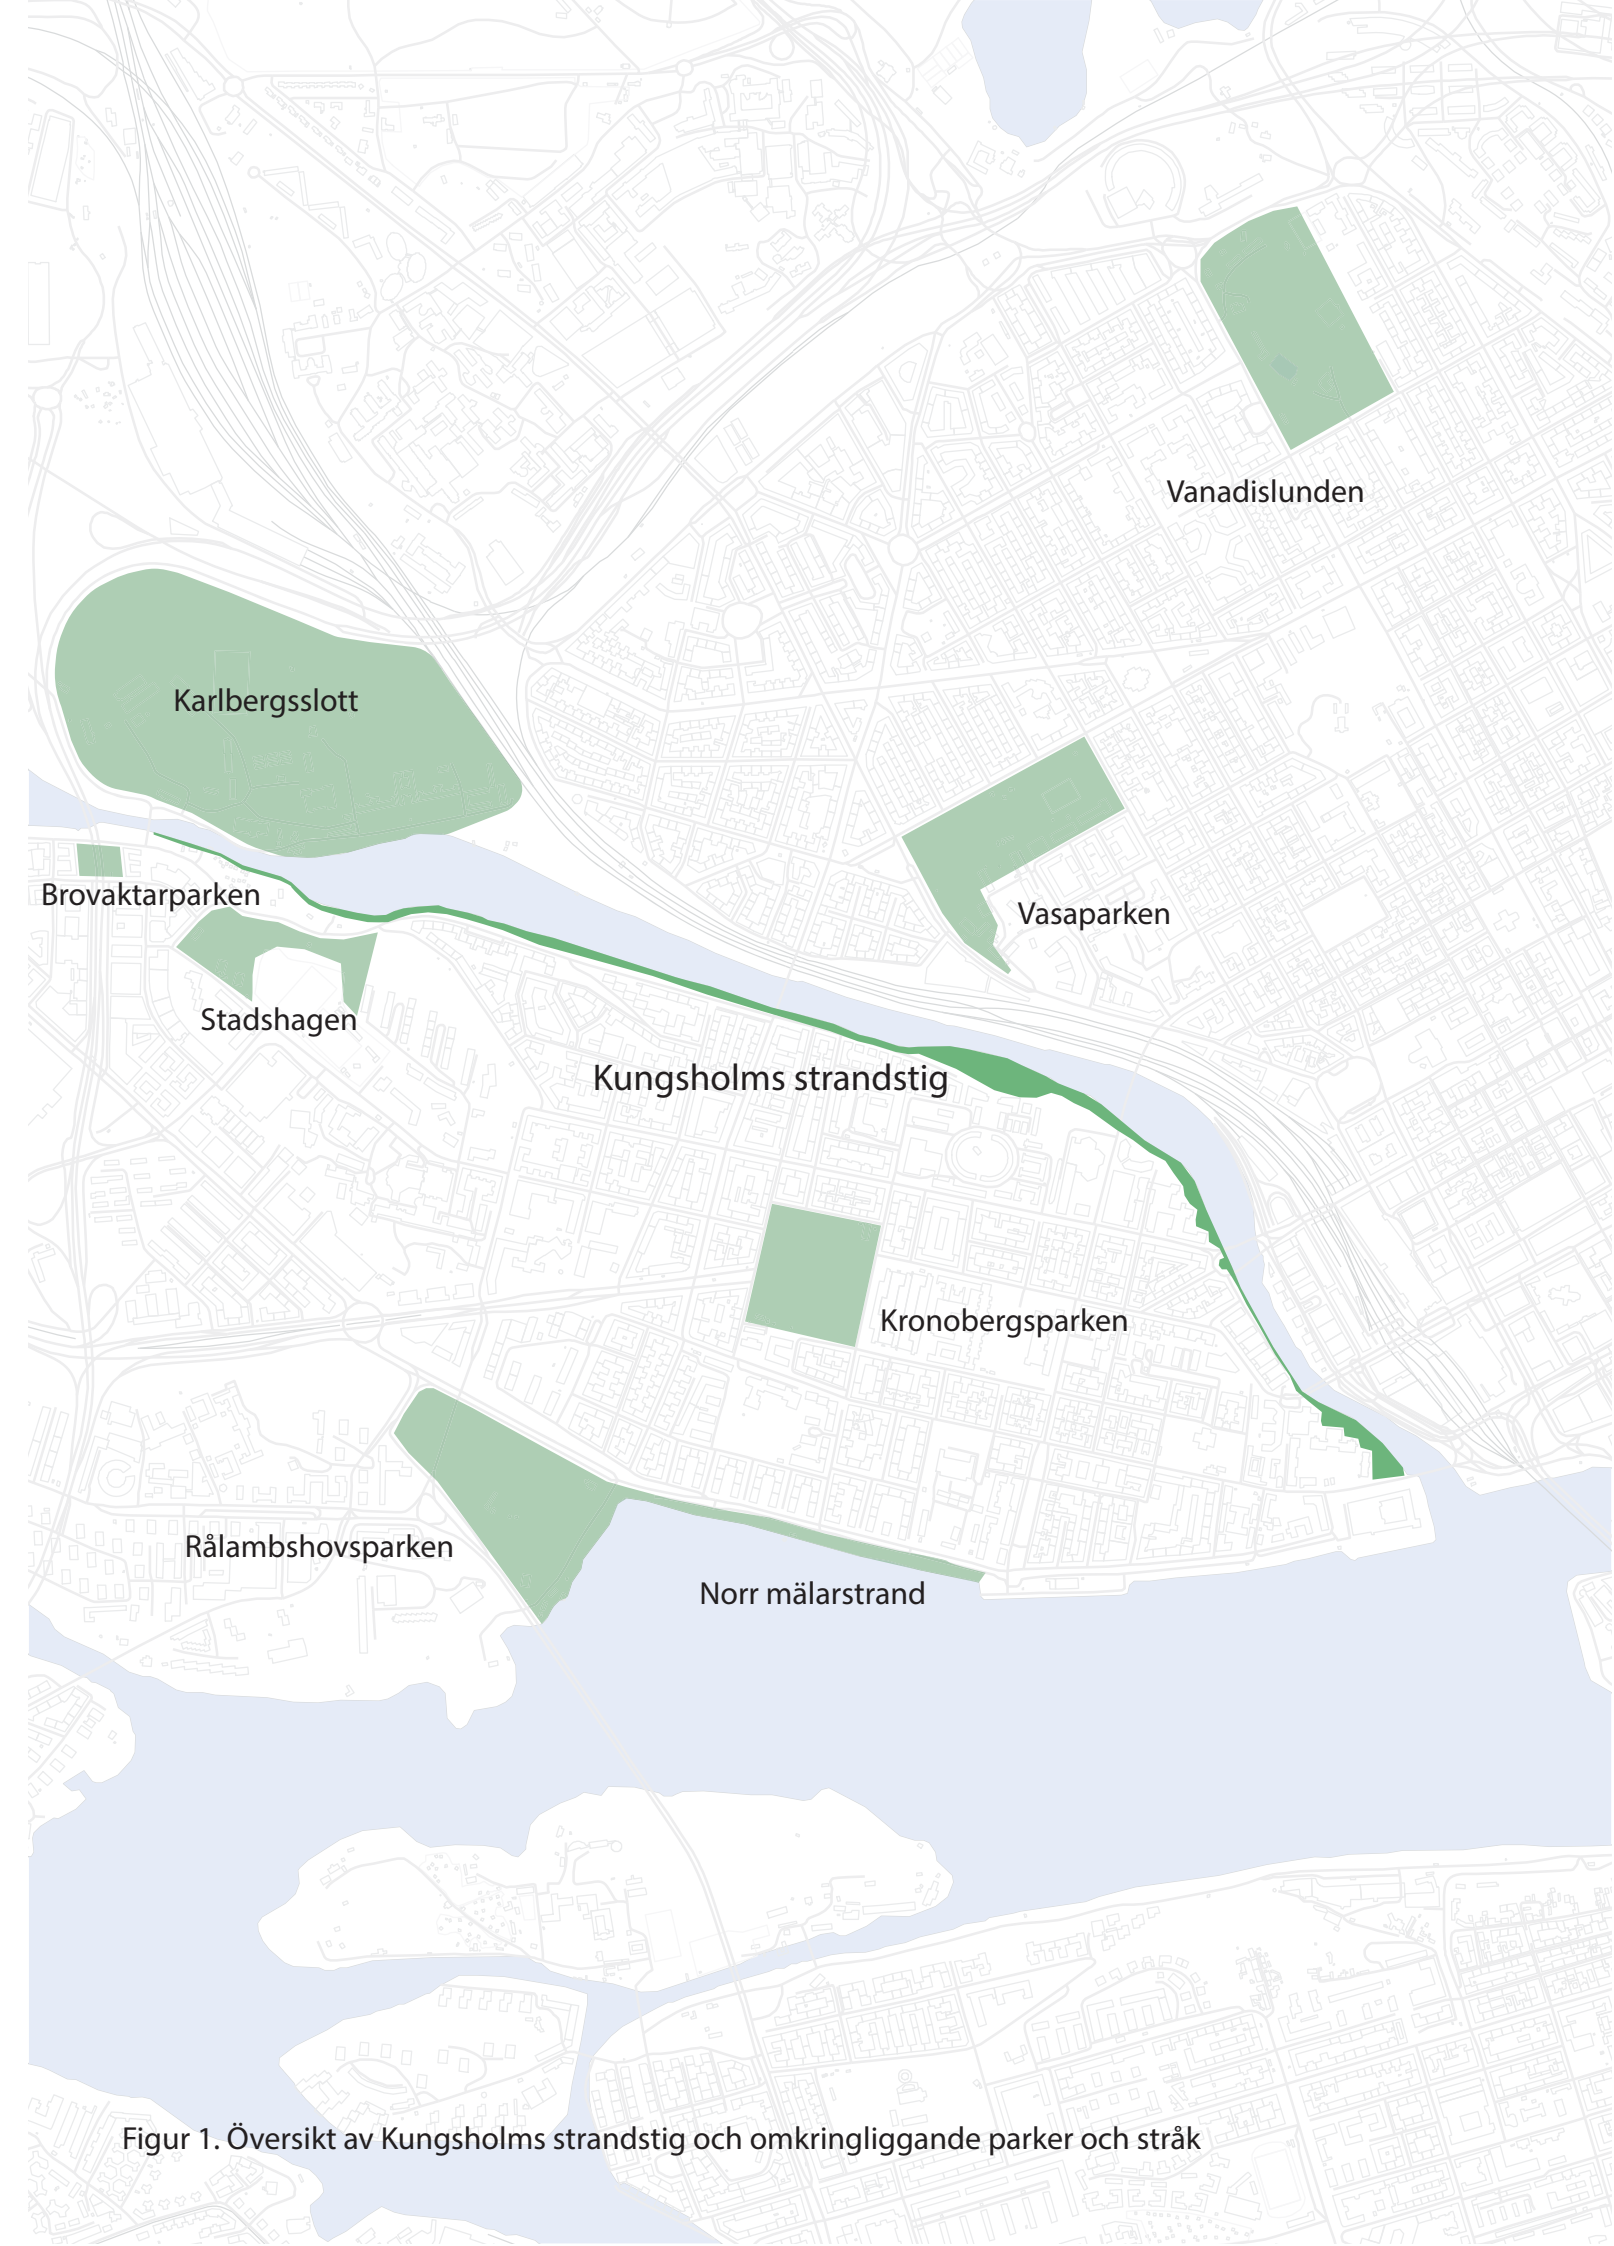 Vanadislunden
Karlbergsslott
Brovaktarparken
Vasaparken
Stadshagen
Kungsholms strandstig
Kronobergsparken
Rålambshovsparken
Norr mälarstrand
Figur 1. Översikt av Kungsholms strandstig och omkringliggande parker och stråk